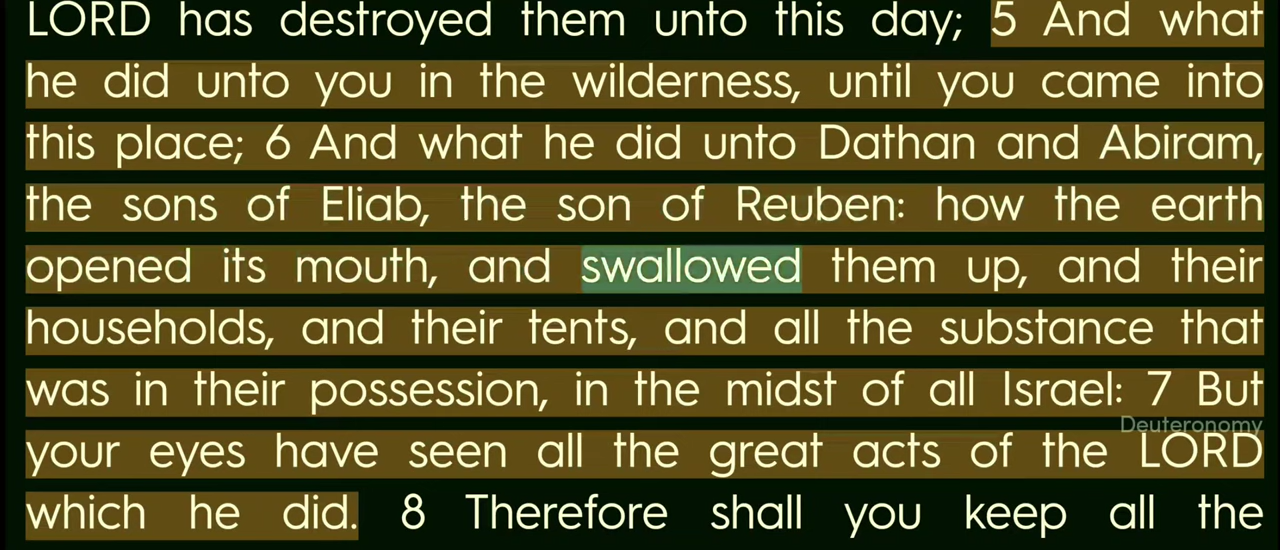 LORD has destroyed them unto this day; 5 And what
he did unto you in the wilderness, until you came into
this place; 6 And what he did unto Dathan and Abiram,
the sons of Eliab, the son of Reuben: how the earth
opened its mouth, and swallowed them up, and their
households, and their tents, and all the substance that
was in their possession, in the midst of all Israel: 7 But
Deuteronomy
your eyes have seen all the great acts of the LORD
which he did. 8 Therefore shall you keep all the